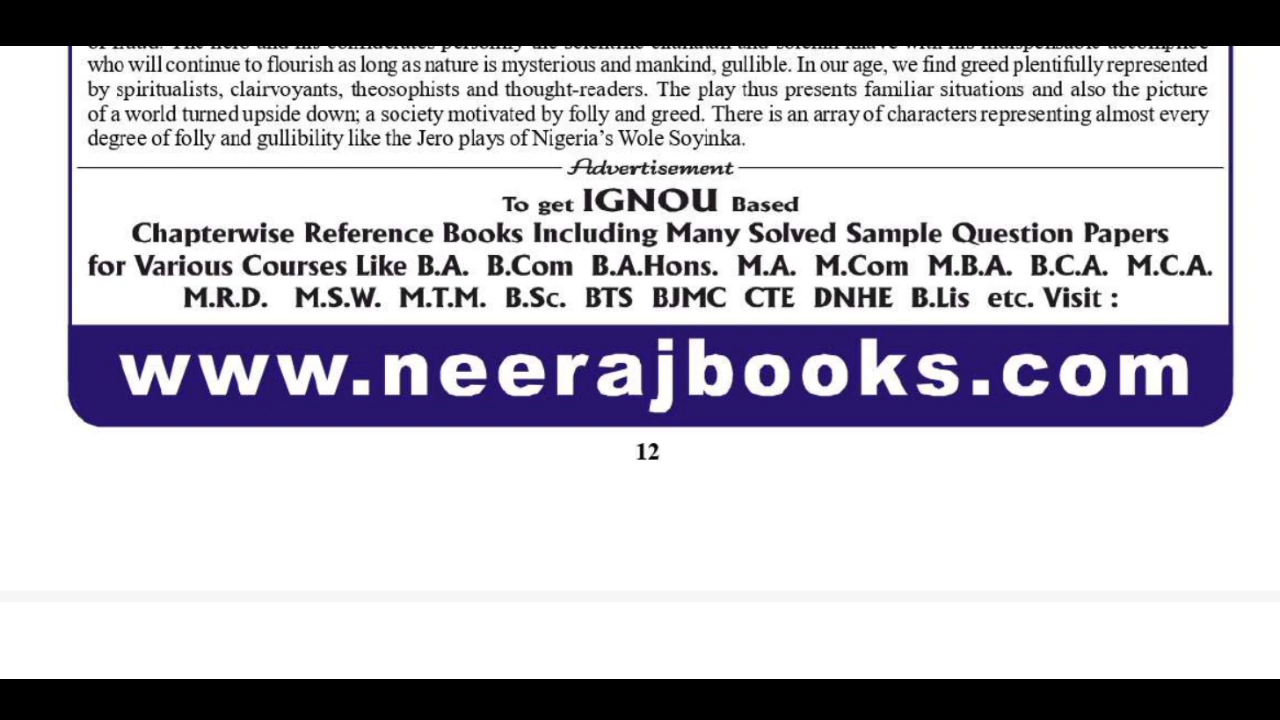 who will continue to flourish as long as nature is mysterious and mankind, gullible. In our age, we find greed plentifully represented
by spiritualists, clairvoyants, theosophists and thought-readers. The play thus presents familiar situations and also the picture
of a world turned upside down; a society motivated by folly and greed. There is an array of characters representing almost every
degree of folly and gullibility like the Jero plays of Nigeria's Wole Soyinka.
Advertisement
To get IGNOU Based
Chapterwise Reference Books Including Many Solved Sample Question Papers
for Various Courses Like B.A. B.Com B.A.Hons. M.A. M.Com M.B.A. B.C.A. M.C.A.
M.R.D. M.S.W. M.T.M. B.Sc. BTS BJMC CTE DNHE B.Lis etc. Visit :
www.neerajbooks.com
12